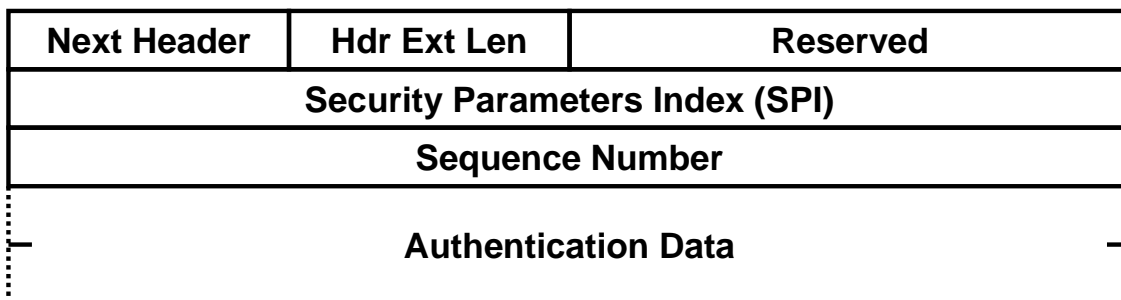 Next Header Hdr Ext Len Reserved
Security Parameters Index (SPI)
Sequence Number
Authentication Data